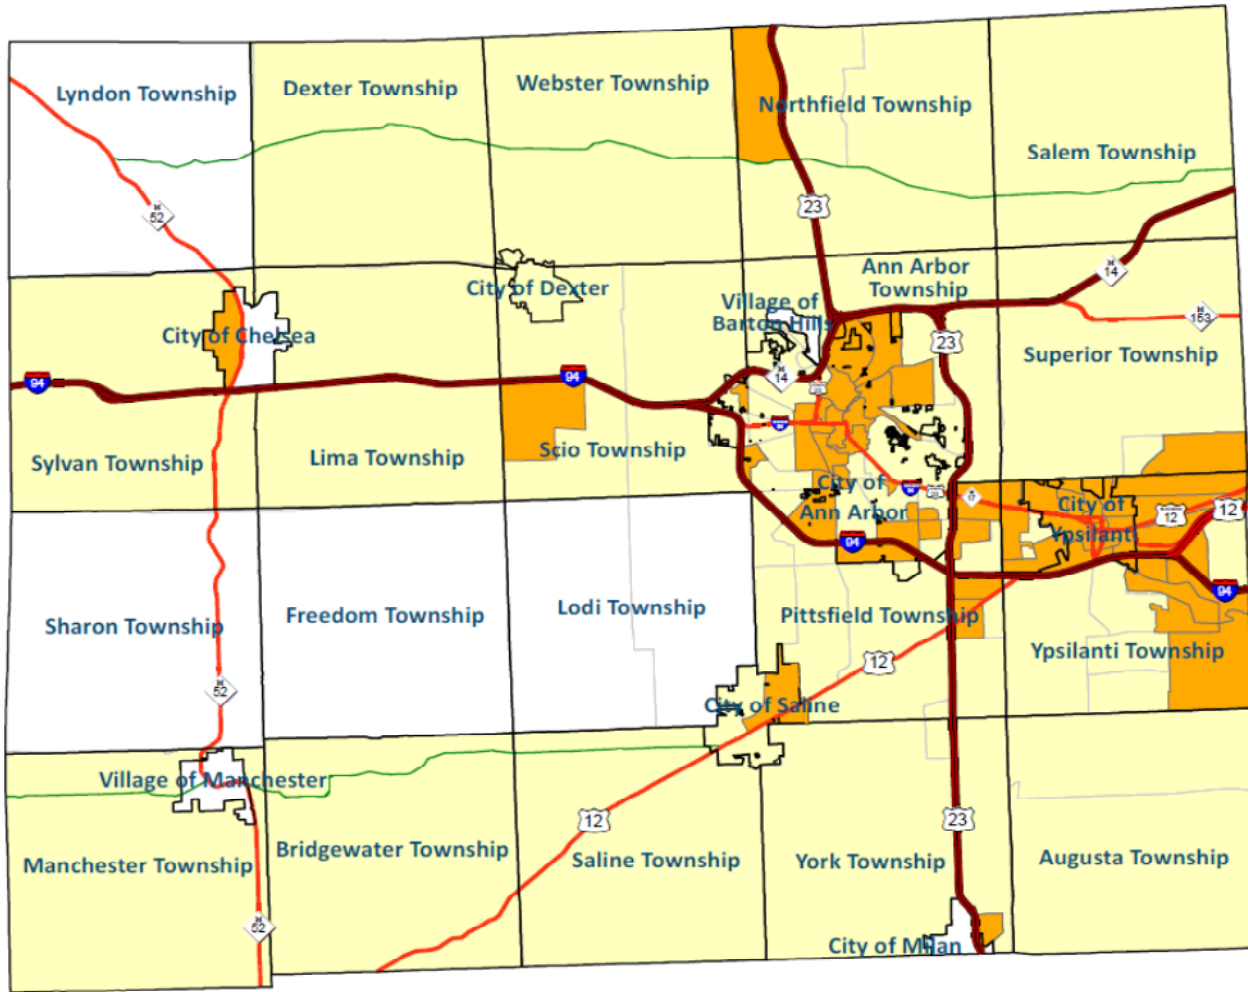 Lyndon Township
Dexter Township
Webster Township
Northfield Township
Salem Township
M
52
23
Ann Arbor
Township
M
14
City of Dexter
Village of
Barton Hills
M
153
City of Chelsea
23
Superior Township
94
94
M
14
Sylvan Township
Lima Township
Scio Township
City of
Ann Arbor
M
17
City of
Ypsilanti
12
12
94
94
Sharon Township
Freedom Township
Lodi Township
Pittsfield Township
Ypsilanti Township
12
M
52
City of Saline
Village of Manchester
12
23
Manchester Township
Bridgewater Township
Saline Township
York Township
Augusta Township
M
52
City of Milan